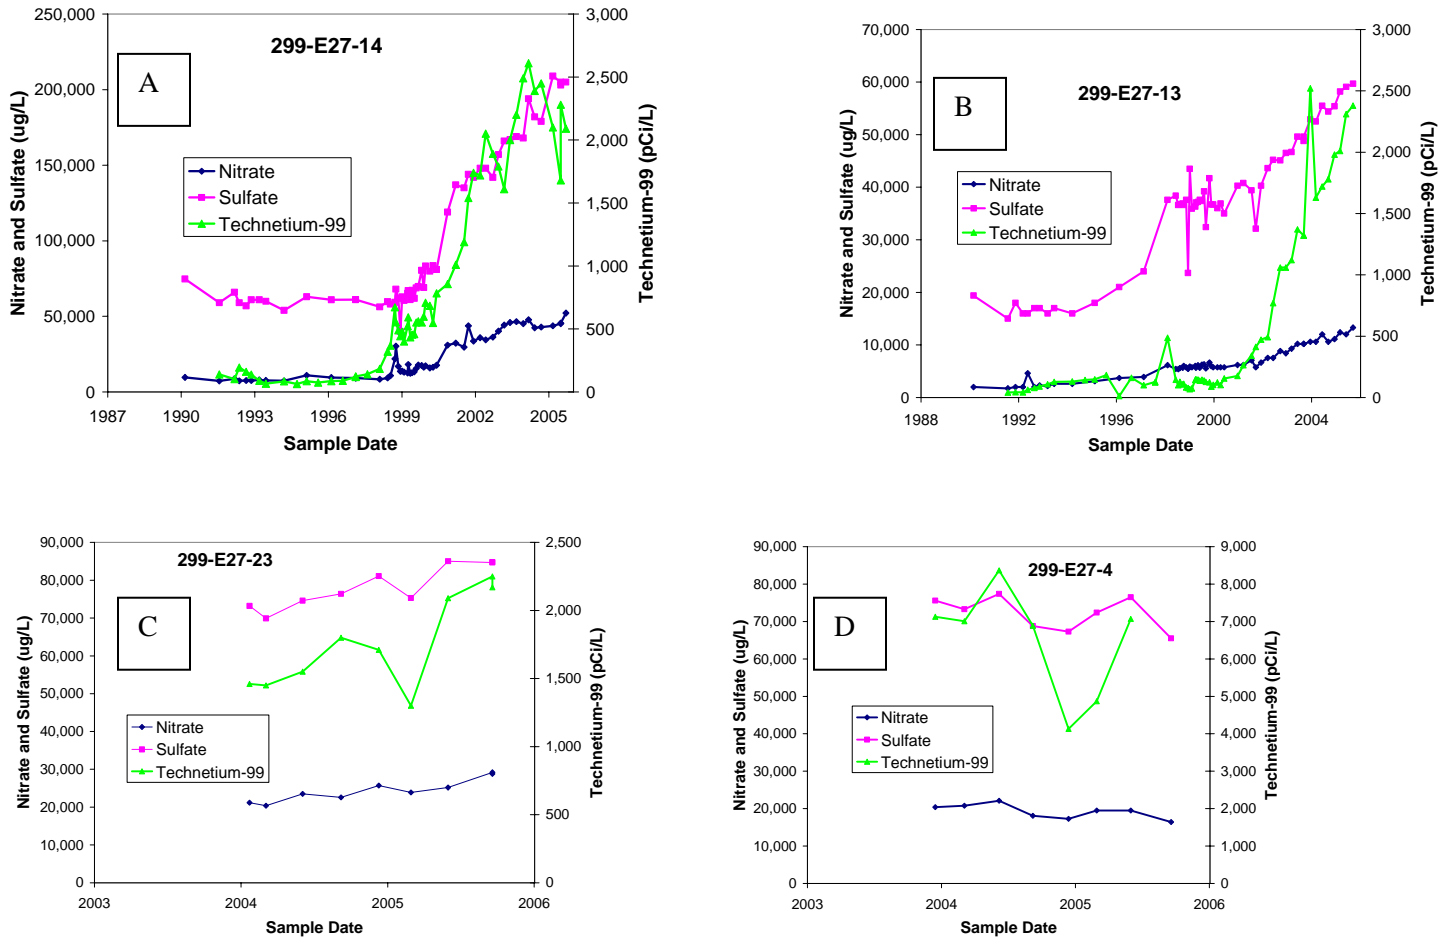 299-E27-14
A
Nitrate and Sulfate (ug/L)
250,000
200,000
150,000
100,000
50,000
0
3,000
2,500
2,000
1,500
1,000
500
0
Technetium-99 (pCi/L)
Nitrate
Sulfate
Technetium-99
1987 1990 1993 1996 1999 2002 2005
Sample Date
299-E27-13
B
Nitrate and Sulfate (ug/L)
70,000
60,000
50,000
40,000
30,000
20,000
10,000
0
3,000
2,500
2,000
1,500
1,000
500
0
Technetium-99 (pCi/L)
Nitrate
Sulfate
Technetium-99
1988 1992 1996 2000 2004
Sample Date
299-E27-23
C
Nitrate and Sulfate (ug/L)
90,000
80,000
70,000
60,000
50,000
40,000
30,000
20,000
10,000
0
2,500
2,000
1,500
1,000
500
0
Technetium-99 (pCi/L)
Nitrate
Sulfate
Technetium-99
2003 2004 2005 2006
Sample Date
299-E27-4
D
Nitrate and Sulfate (ug/L)
90,000
80,000
70,000
60,000
50,000
40,000
30,000
20,000
10,000
0
9,000
8,000
7,000
6,000
5,000
4,000
3,000
2,000
1,000
0
Technetium-99 (pCi/L)
Nitrate
Sulfate
Technetium-99
2003 2004 2005 2006
Sample Date